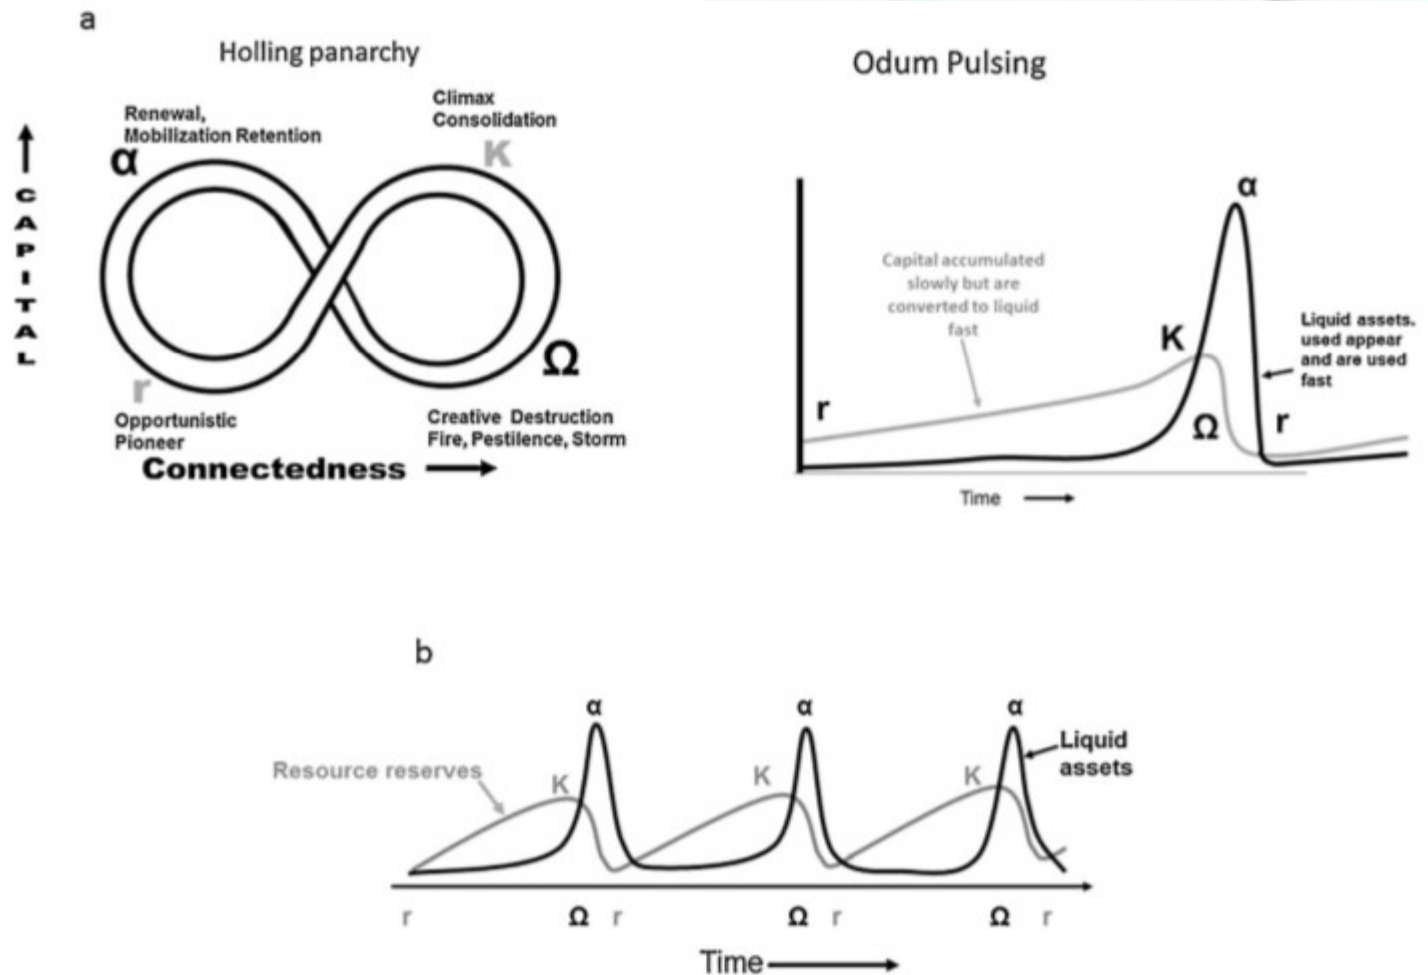 a
Holling panarchy
Renewal,
Mobilization Retention
α
Climax
Consolidation
K
CAPITAL
r
Opportunistic
Pioneer
Ω
Creative Destruction
Fire, Pestilence, Storm
Connectedness
Odum Pulsing
α
Capital accumulated
slowly but are
converted to liquid
fast
K
Liquid assets.
used appear
and are used
fast
r
Ω
r
Time
b
α
α
α
Liquid
assets
Resource reserves
K
K
K
r
Ω
r
Ω
r
Ω
r
Time